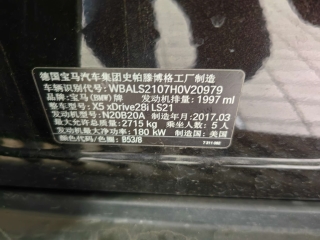 德国宝马汽车集团史帕滕博格工厂制造
车辆识别代号: WBALS2107H0V20979
品牌: 宝马(BMW)牌 发动机排量: 1997 ml
整车型号: X5 xDrive28i LS21
发动机型号: N20B20A 制造年月: 2017.03
最大允许总质量: 2715 kg 乘坐人数: 5 人
发动机最大净功率: 180 kW 制造国: 美国
颜色代码/色圈: B53/6